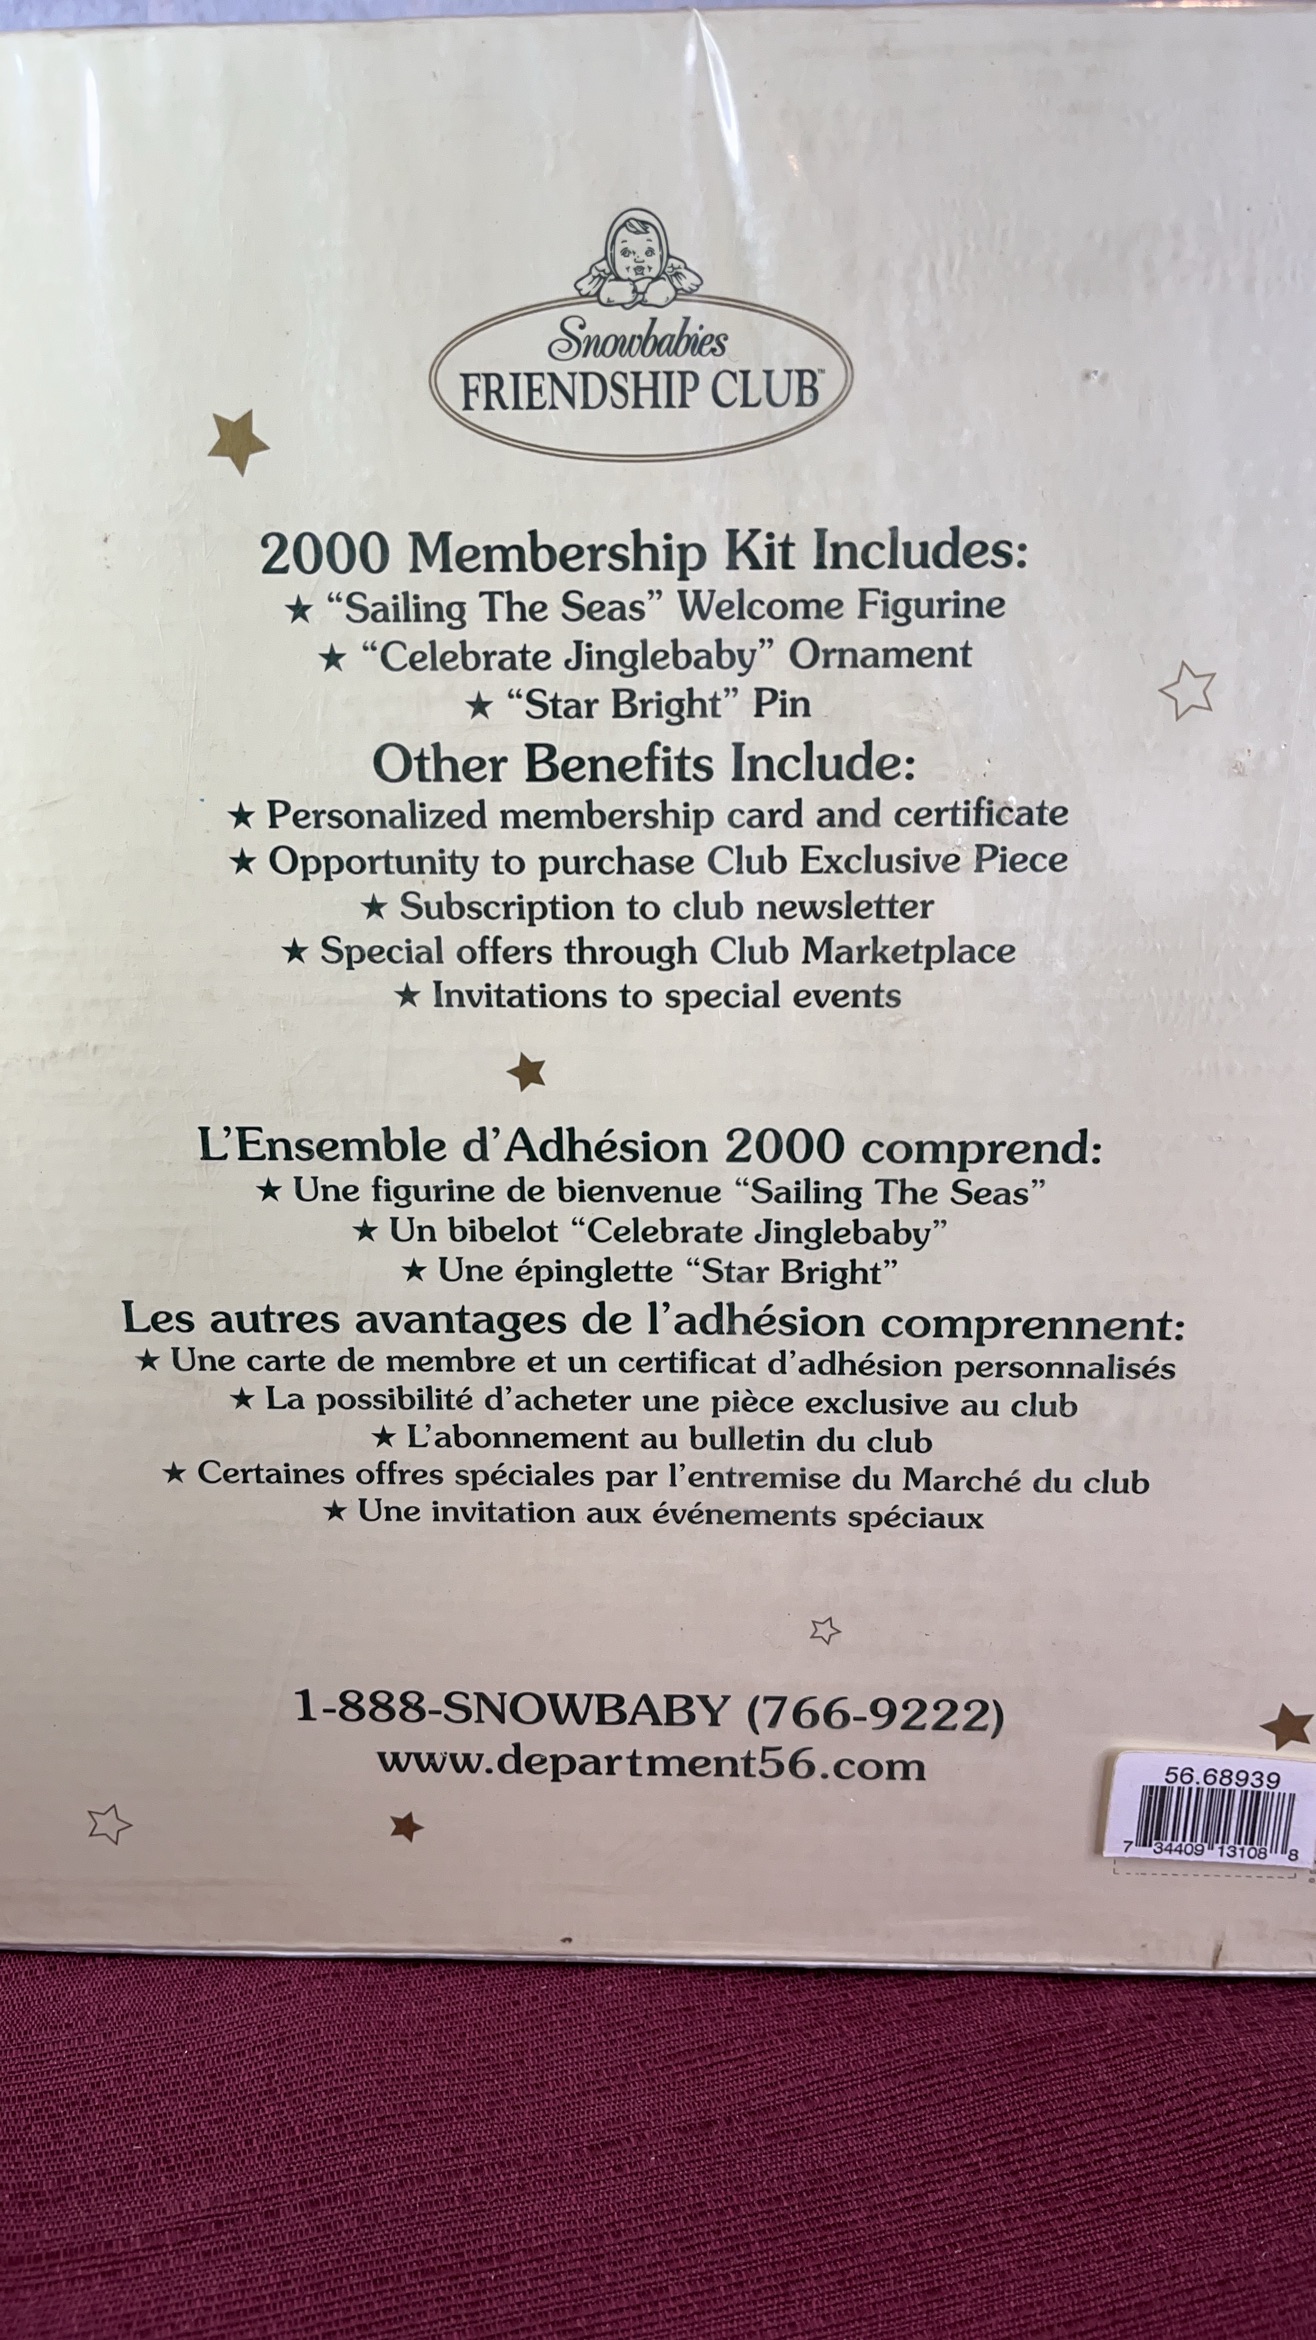 Snowbabies
FRIENDSHIP CLUB™
2000 Membership Kit Includes:
★ “Sailing The Seas” Welcome Figurine
★ “Celebrate Jinglebaby” Ornament
★ “Star Bright” Pin
Other Benefits Include:
★ Personalized membership card and certificate
★ Opportunity to purchase Club Exclusive Piece
★ Subscription to club newsletter
★ Special offers through Club Marketplace
★ Invitations to special events
L’Ensemble d’Adhésion 2000 comprend:
★ Une figurine de bienvenue “Sailing The Seas”
★ Un bibelot “Celebrate Jinglebaby”
★ Une épinglette “Star Bright”
Les autres avantages de l’adhésion comprennent:
★ Une carte de membre et un certificat d’adhésion personnalisés
★ La possibilité d’acheter une pièce exclusive au club
★ L’abonnement au bulletin du club
★ Certaines offres spéciales par l’entremise du Marché du club
★ Une invitation aux événements spéciaux
1-888-SNOWBABY (766-9222)
www.department56.com
56.68939
7 34409 13108 8